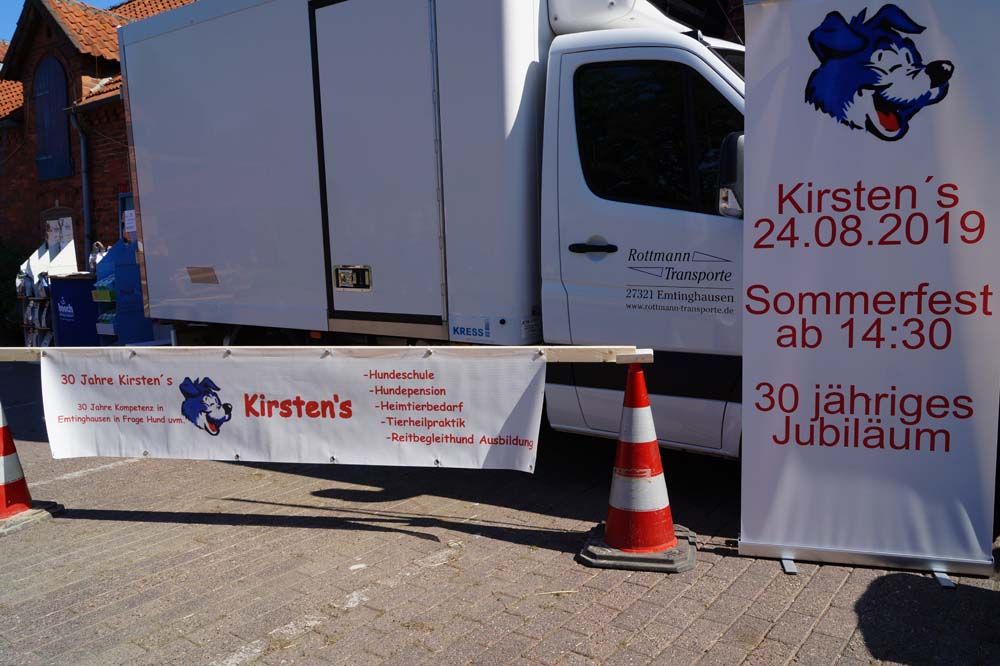 Rottmann
Transporte
27321 Emtinghausen
www.rottmann-transporte.de
KRESS
30 Jahre Kirsten´s
30 Jahre Kompetenz in
Emtinghausen in Frage Hund uvm.
Kirsten's
-Hundeschule
-Hundepension
-Heimtierbedarf
-Tierheilpraktik
-Reitbegleithund Ausbildung
Kirsten´s
24.08.2019
Sommerfest
ab 14:30
30 jähriges
Jubiläum